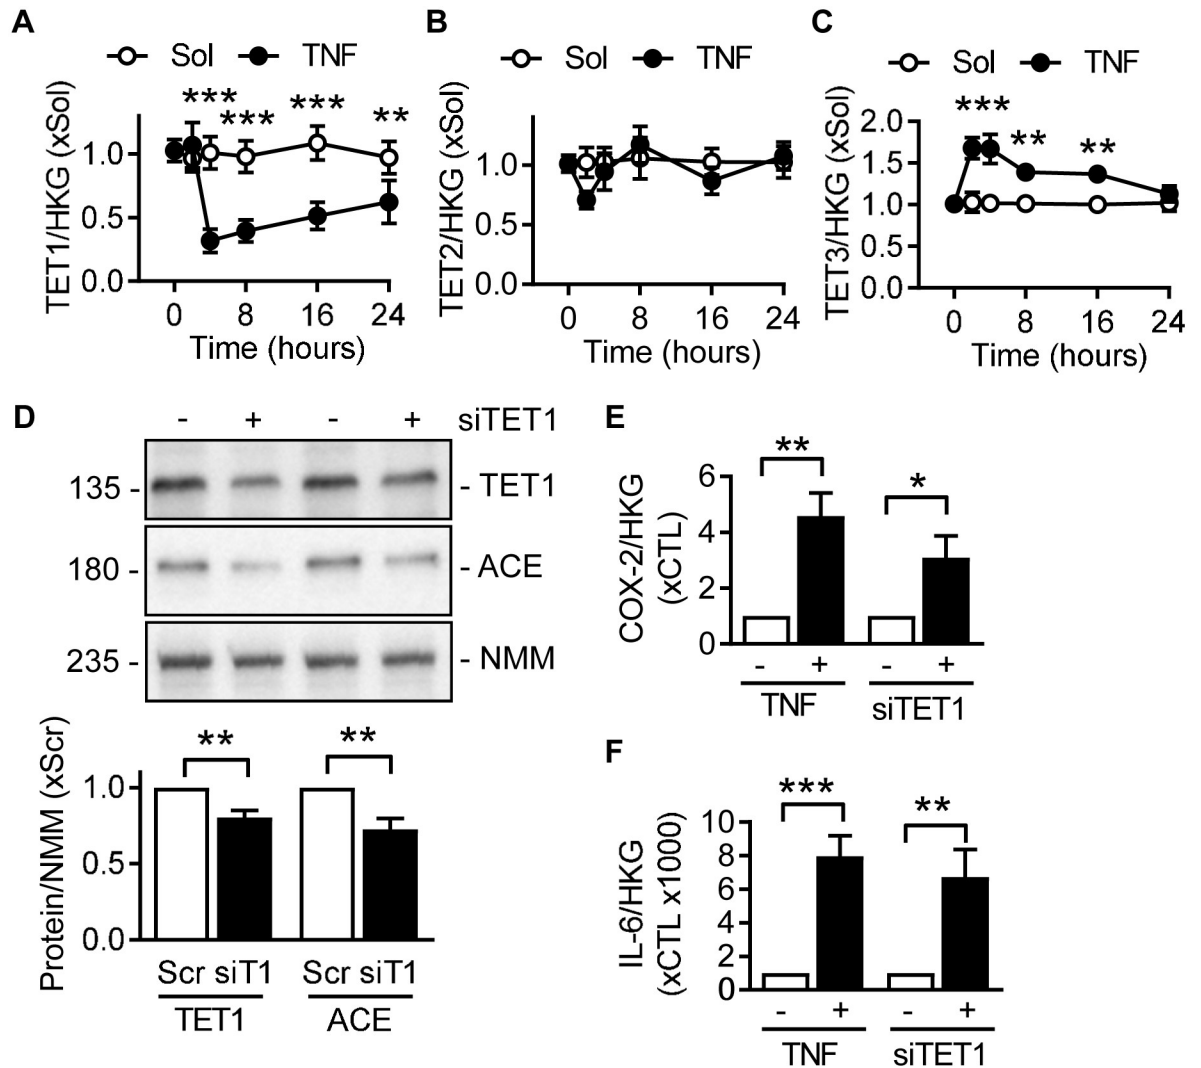 A
Sol TNF
TET1/HKG (xSol)
*** *** *** **
1.0
0.5
0.0
0 8 16 24
Time (hours)
B
Sol TNF
TET2/HKG (xSol)
1.0
0.5
0.0
0 8 16 24
Time (hours)
C
Sol TNF
TET3/HKG (xSol)
*** ** **
2.0
1.5
1.0
0.5
0.0
0 8 16 24
Time (hours)
D
- + - + siTET1
135 - - TET1
180 - - ACE
235 - - NMM
Protein/NMM (xScr)
** **
1.0
0.5
0.0
Scr siT1 Scr siT1
TET1 ACE
E
COX-2/HKG
(xCTL)
** *
6
4
2
0
- + - +
TNF siTET1
F
IL-6/HKG
(xCTL x1000)
*** **
10
8
6
4
2
0
- + - +
TNF siTET1